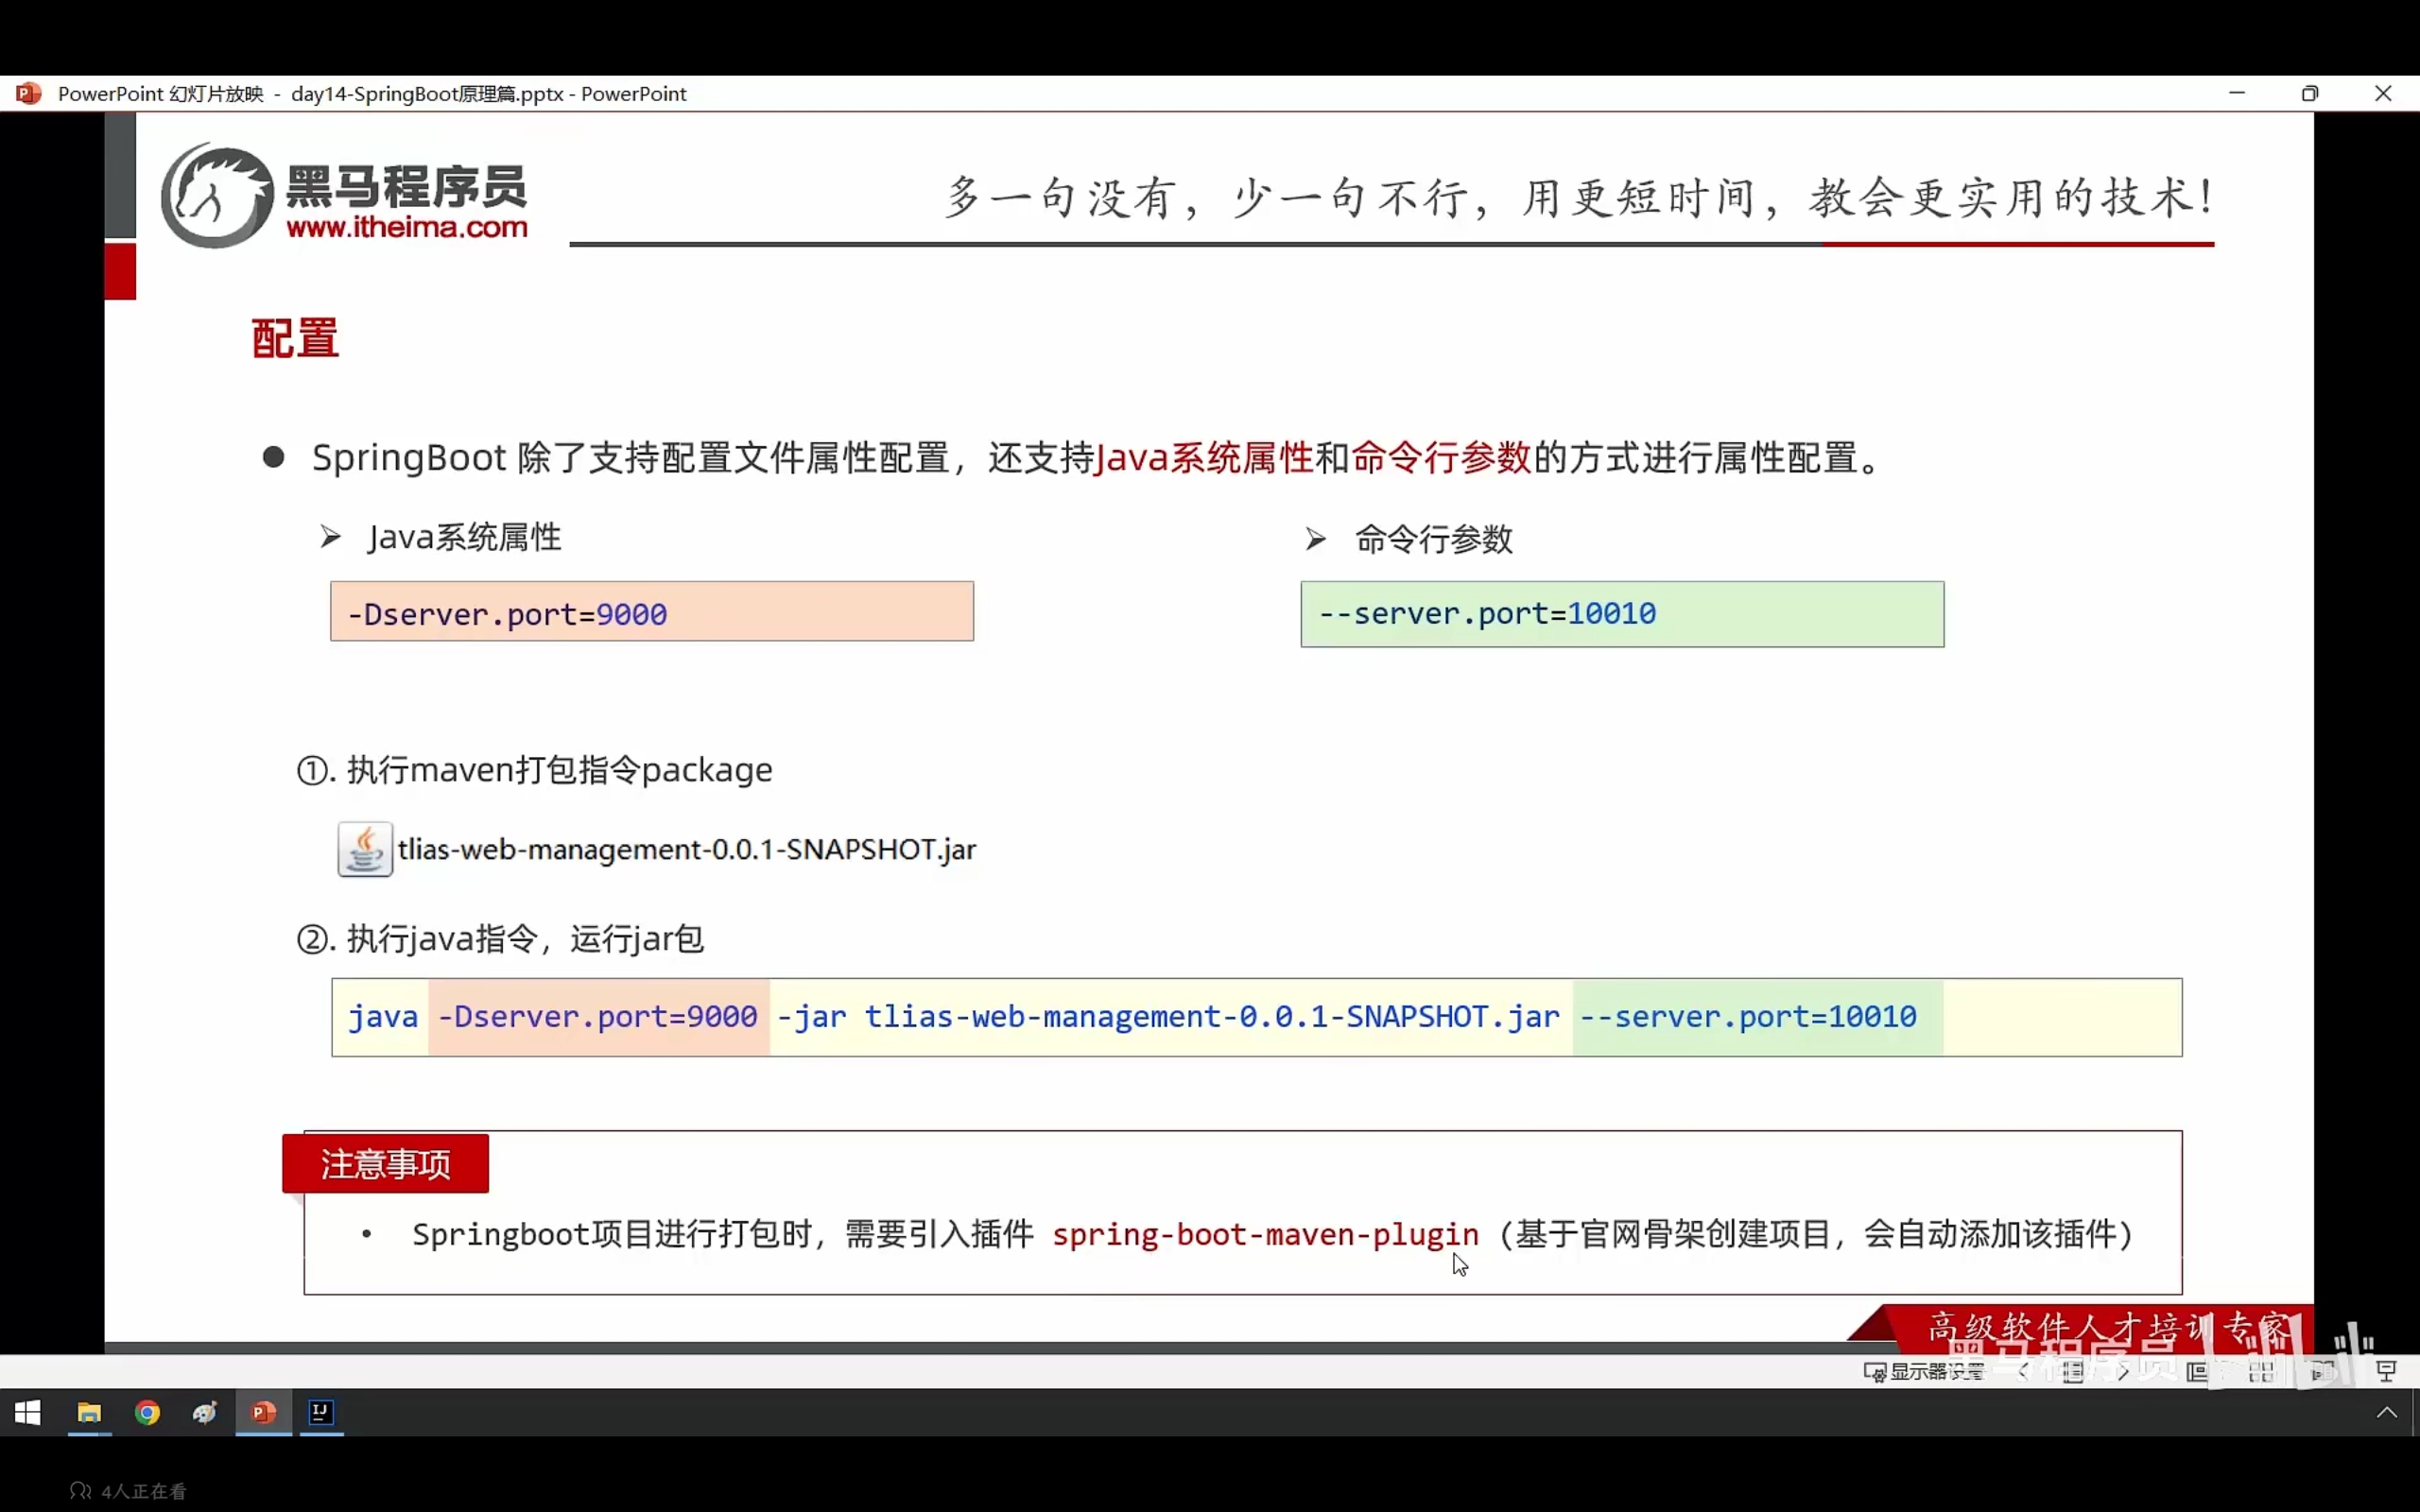 PowerPoint 幻灯片放映 - day14-SpringBoot原理篇.pptx - PowerPoint
黑马程序员
www.itheima.com
多一句没有，少一句不行，用更短时间，教会更实用的技术！
配置
● SpringBoot 除了支持配置文件属性配置，还支持Java系统属性和命令行参数的方式进行属性配置。
➢ Java系统属性
➢ 命令行参数
-Dserver.port=9000
--server.port=10010
①. 执行maven打包指令package
tlias-web-management-0.0.1-SNAPSHOT.jar
②. 执行java指令，运行jar包
java -Dserver.port=9000 -jar tlias-web-management-0.0.1-SNAPSHOT.jar --server.port=10010
注意事项
• Springboot项目进行打包时，需要引入插件 spring-boot-maven-plugin（基于官网骨架创建项目，会自动添加该插件）
高级软件人才培训专家
黑马程序员
显示器设置
4人正在看